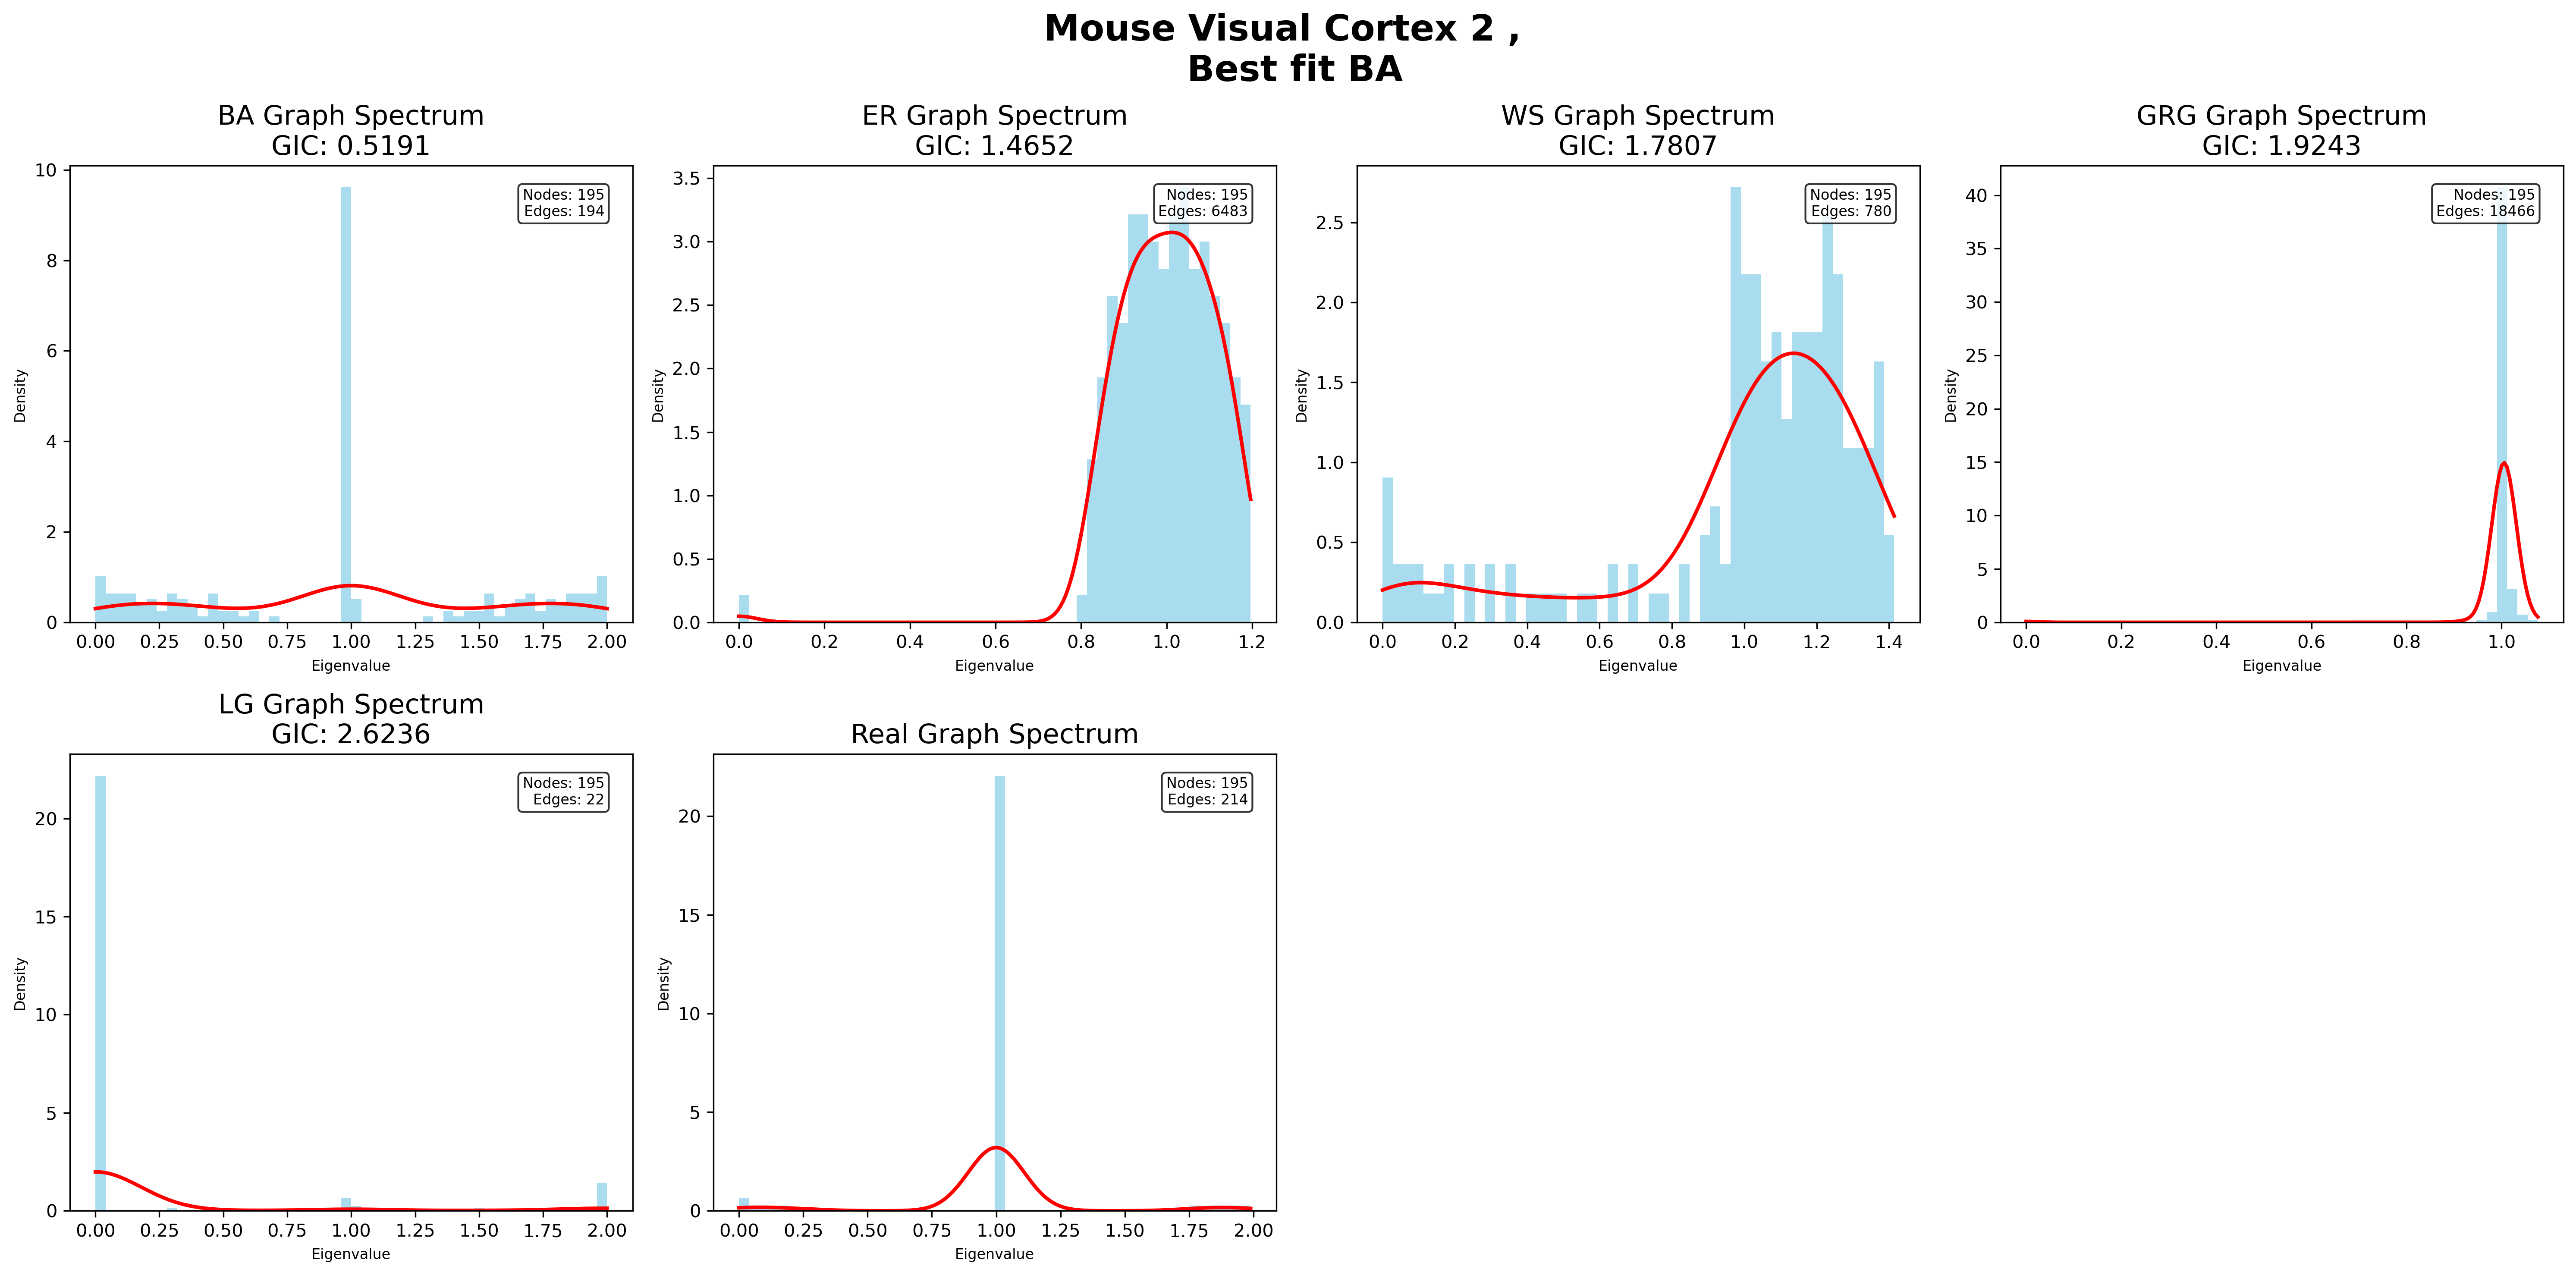 Mouse Visual Cortex 2 ,
Best fit BA
BA Graph Spectrum
GIC: 0.5191
Nodes: 195
Edges: 194
10
8
6
4
2
0
Density
0.00 0.25 0.50 0.75 1.00 1.25 1.50 1.75 2.00
Eigenvalue
ER Graph Spectrum
GIC: 1.4652
Nodes: 195
Edges: 6483
3.5
3.0
2.5
2.0
1.5
1.0
0.5
0.0
Density
0.0 0.2 0.4 0.6 0.8 1.0 1.2
Eigenvalue
WS Graph Spectrum
GIC: 1.7807
Nodes: 195
Edges: 780
2.5
2.0
1.5
1.0
0.5
0.0
Density
0.0 0.2 0.4 0.6 0.8 1.0 1.2 1.4
Eigenvalue
GRG Graph Spectrum
GIC: 1.9243
Nodes: 195
Edges: 18466
40
35
30
25
20
15
10
5
0
Density
0.0 0.2 0.4 0.6 0.8 1.0
Eigenvalue
LG Graph Spectrum
GIC: 2.6236
Nodes: 195
Edges: 22
20
15
10
5
0
Density
0.00 0.25 0.50 0.75 1.00 1.25 1.50 1.75 2.00
Eigenvalue
Real Graph Spectrum
Nodes: 195
Edges: 214
20
15
10
5
0
Density
0.00 0.25 0.50 0.75 1.00 1.25 1.50 1.75 2.00
Eigenvalue